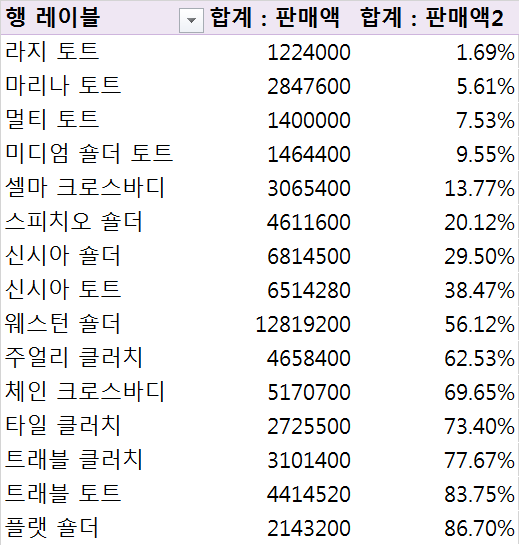 행 레이블 합계 : 판매액 합계 : 판매액2
라지 토트 1224000 1.69%
마리나 토트 2847600 5.61%
멀티 토트 1400000 7.53%
미디엄 숄더 토트 1464400 9.55%
셀마 크로스바디 3065400 13.77%
스피치오 숄더 4611600 20.12%
신시아 숄더 6814500 29.50%
신시아 토트 6514280 38.47%
웨스턴 숄더 12819200 56.12%
주얼리 클러치 4658400 62.53%
체인 크로스바디 5170700 69.65%
타일 클러치 2725500 73.40%
트래블 클러치 3101400 77.67%
트래블 토트 4414520 83.75%
플랫 숄더 2143200 86.70%